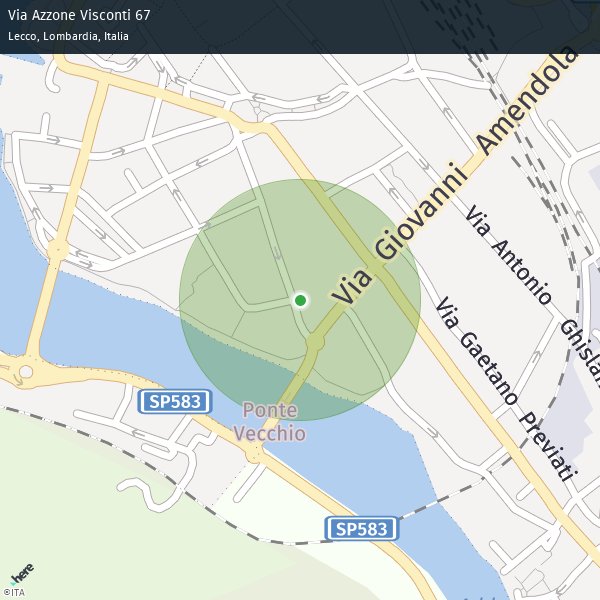 Via Azzone Visconti 67
Lecco, Lombardia, Italia
Via Giovanni Amendola
Via Antonio Ghislan
Via Gaetano Previati
SP583
Ponte
Vecchio
SP583
here
©ITA